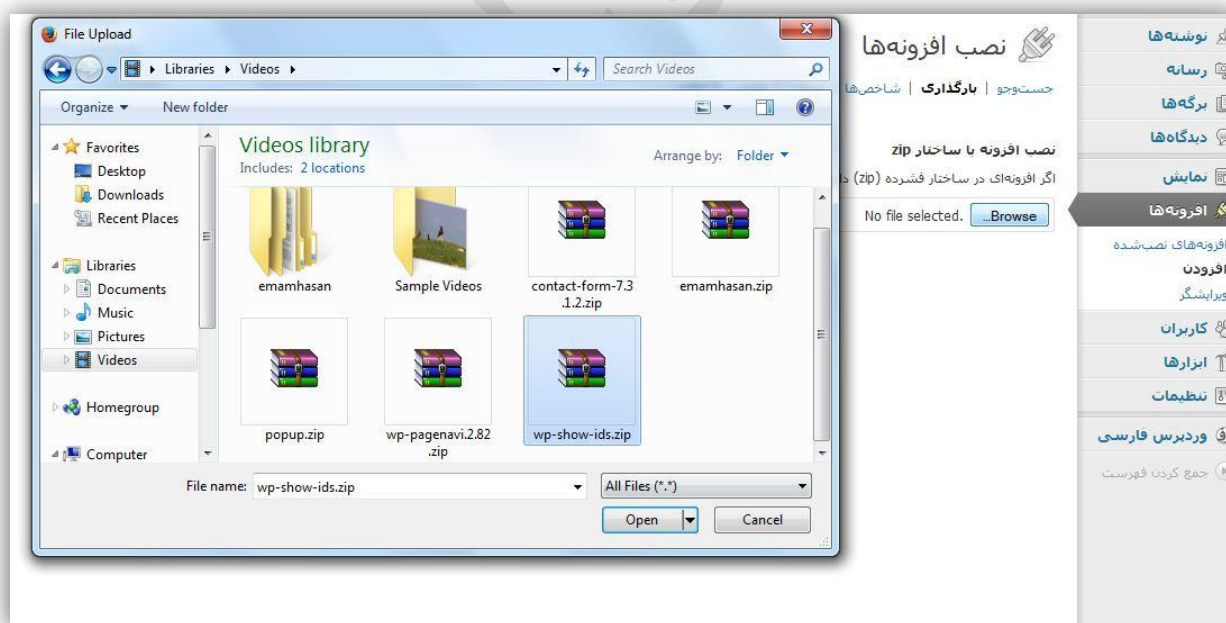 File Upload
Libraries
Videos
Search Videos
Organize
New folder
Favorites
Desktop
Downloads
Recent Places
Libraries
Documents
Music
Pictures
Videos
Homegroup
Computer
Videos library
Includes: 2 locations
Arrange by: Folder
emamhasan
Sample Videos
contact-form-7.3
.1.2.zip
emamhasan.zip
popup.zip
wp-pagenavi.2.82
.zip
wp-show-ids.zip
File name: wp-show-ids.zip
All Files (*.*)
Open
Cancel
نصب افزونه‌ها
جست‌وجو | بارگذاری | شاخص‌ها
نصب افزونه با ساختار zip
اگر افزونه‌ای در ساختار فشرده (zip)
No file selected. Browse...
نوشته‌ها
رسانه
برگه‌ها
دیدگاه‌ها
نمایش
افزونه‌ها
افزونه‌های نصب‌شده
افزودن
ویرایشگر
کاربران
ابزارها
تنظیمات
وردپرس فارسی
جمع کردن فهرست